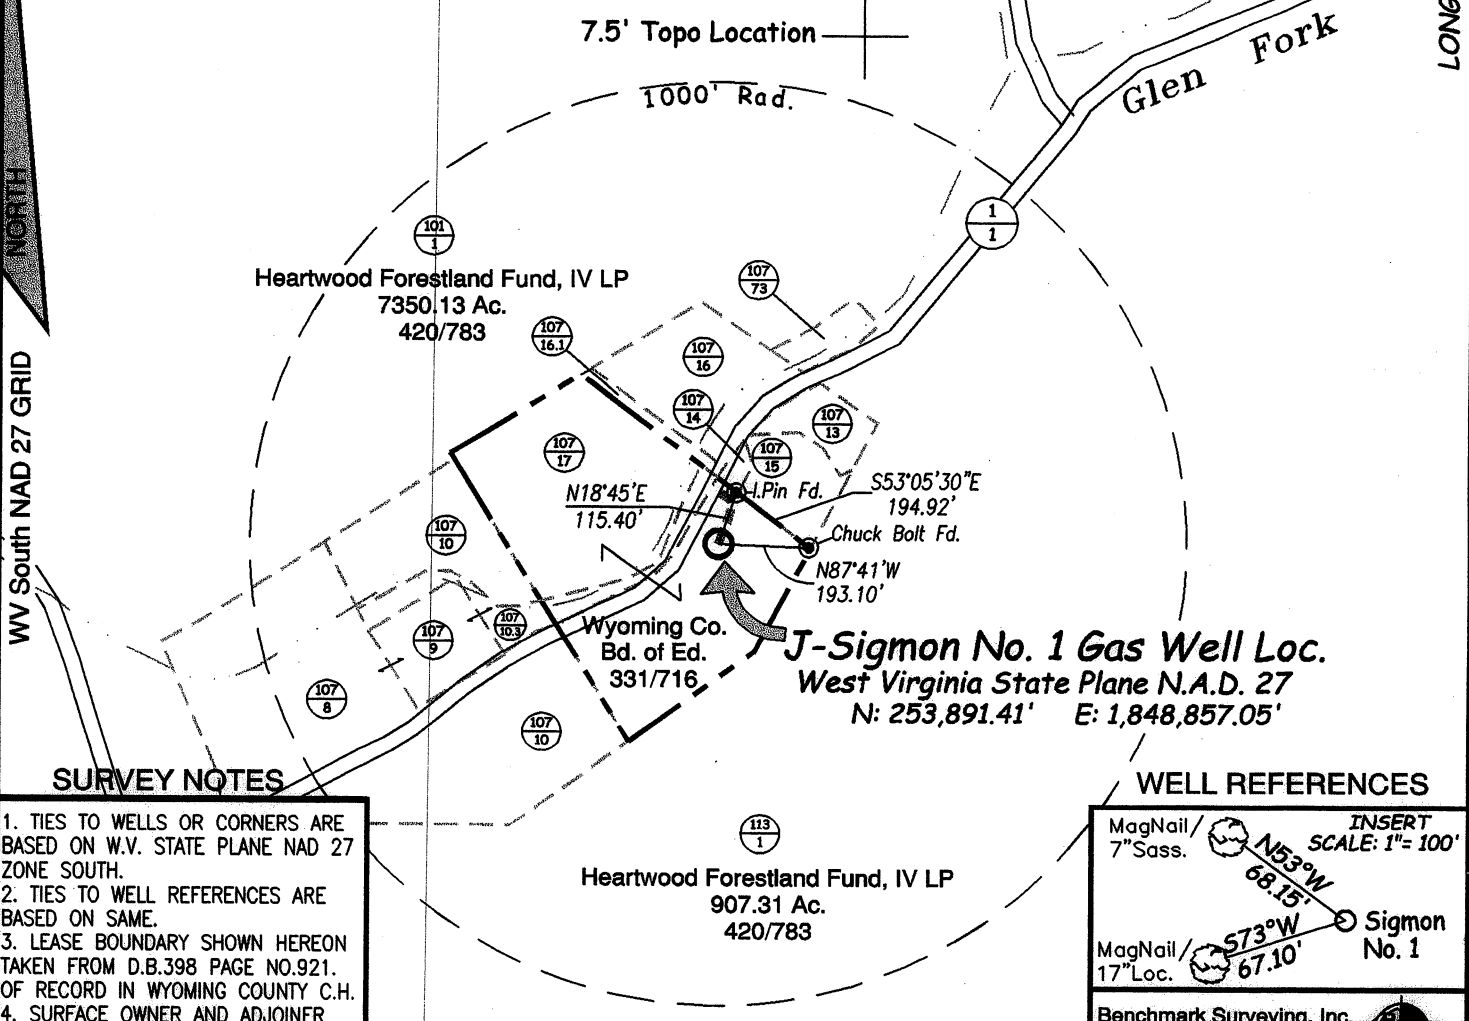 7.5' Topo Location
LONG
Glen Fork
1000' Rad.
NORTH
1
1
101
1
Heartwood Forestland Fund, IV LP
7350.13 Ac.
420/783
107
73
107
16.1
107
16
107
14
107
13
107
17
107
15
WV South NAD 27 GRID
I.Pin Fd.
S53°05'30"E
194.92'
N18°45'E
115.40'
Chuck Bolt Fd.
107
10
N87°41'W
193.10'
107
9
107
10.3
Wyoming Co.
Bd. of Ed.
331/716
J-Sigmon No. 1 Gas Well Loc.
West Virginia State Plane N.A.D. 27
N: 253,891.41' E: 1,848,857.05'
107
8
107
10
SURVEY NOTES
1. TIES TO WELLS OR CORNERS ARE
BASED ON W.V. STATE PLANE NAD 27
ZONE SOUTH.
2. TIES TO WELL REFERENCES ARE
BASED ON SAME.
3. LEASE BOUNDARY SHOWN HEREON
TAKEN FROM D.B.398 PAGE NO.921.
OF RECORD IN WYOMING COUNTY C.H.
4. SURFACE OWNER AND ADJOINER
113
1
Heartwood Forestland Fund, IV LP
907.31 Ac.
420/783
WELL REFERENCES
INSERT
SCALE: 1"= 100'
MagNail/
7"Sass.
N53°W
68.15'
Sigmon
No. 1
S73°W
67.10'
MagNail/
17"Loc.
Benchmark Surveying, Inc.